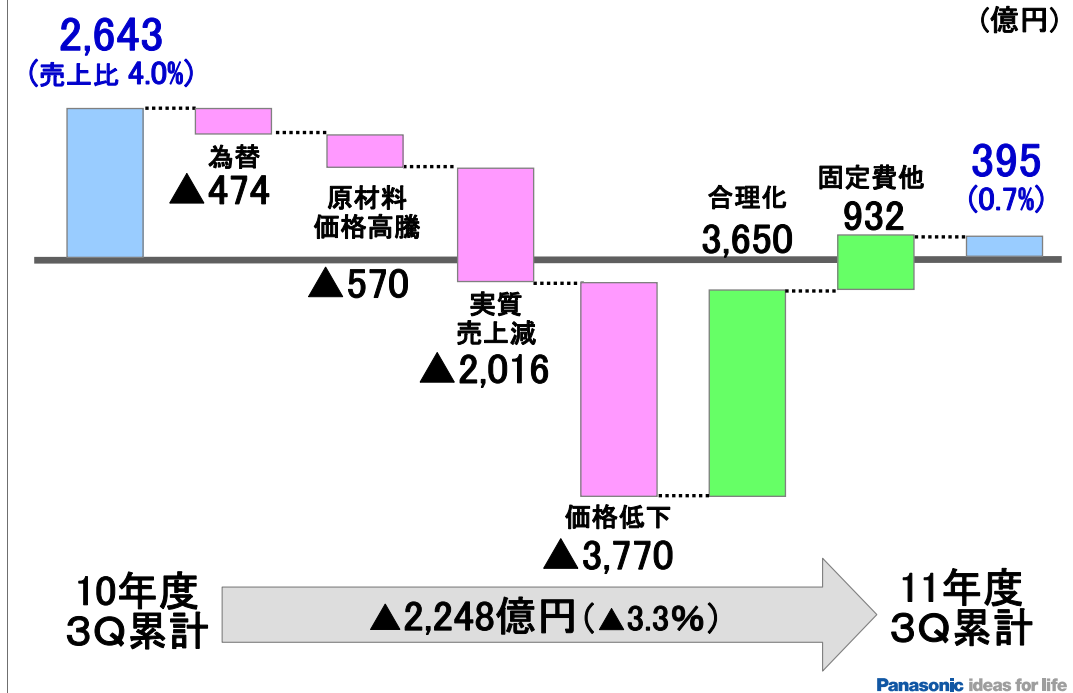 (億円)
2,643
(売上比 4.0%)
為替
▲474
原材料
価格高騰
▲570
実質
売上減
▲2,016
価格低下
▲3,770
合理化
3,650
固定費他
932
395
(0.7%)
10年度
3Q累計
▲2,248億円(▲3.3%)
11年度
3Q累計
Panasonic ideas for life